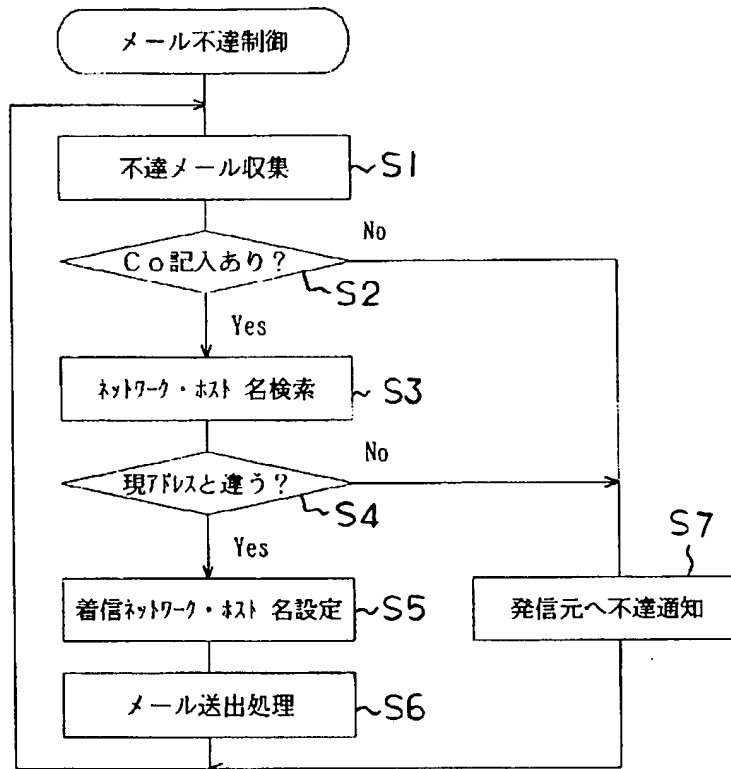 メール不達制御
不達メール収集
S1
Co記入あり？
No
S2
Yes
ネットワーク・ホスト 名検索
S3
現アドレスと違う？
No
S4
Yes
S7
着信ネットワーク・ホスト 名設定
S5
発信元へ不達通知
メール送出処理
S6